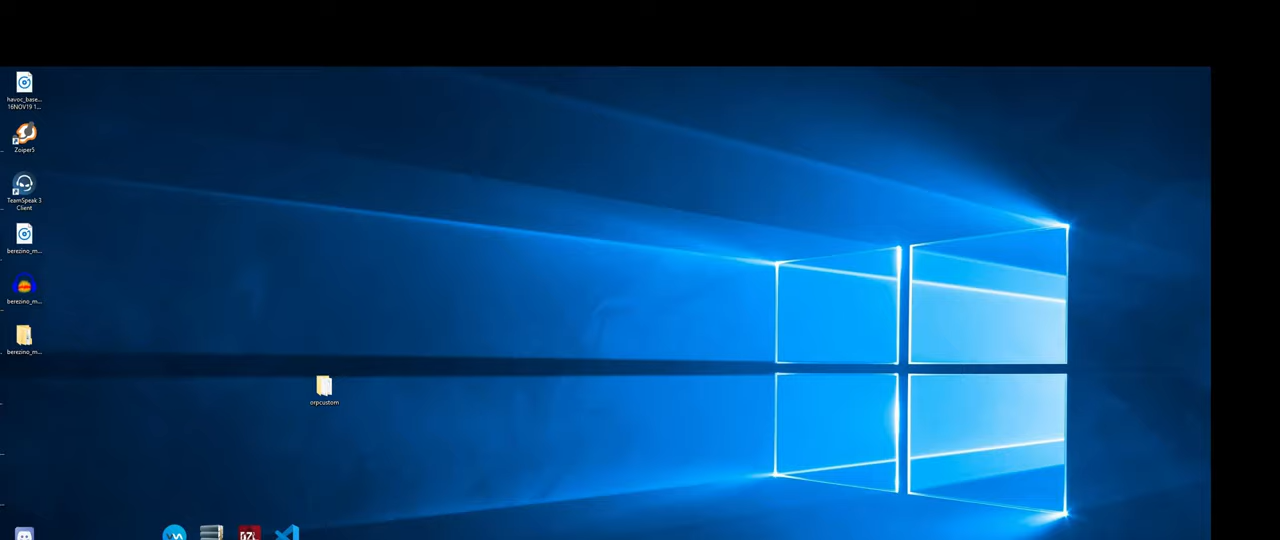 havoc_base...
16NOV19 1...
Zoiper5
TeamSpeak 3
Client
berezino_m...
berezino_m...
berezino_m...
orpcustom